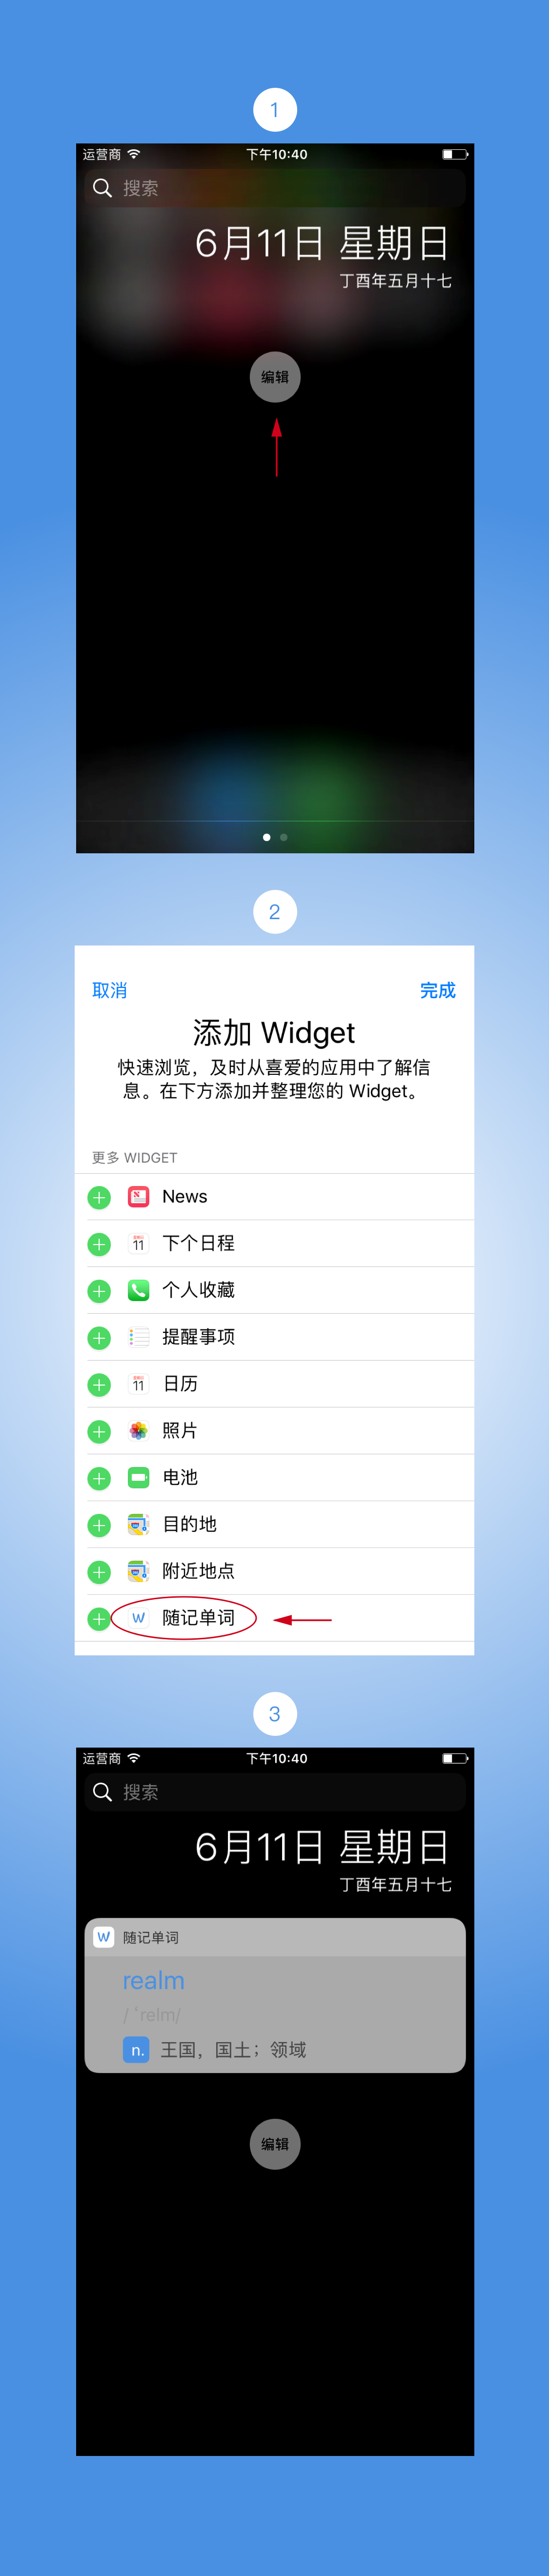 1
运营商 下午10:40
搜索
6月11日 星期日
丁酉年五月十七
编辑
2
取消 完成
添加 Widget
快速浏览，及时从喜爱的应用中了解信
息。在下方添加并整理您的 Widget。
更多 WIDGET
News
11 下个日程
个人收藏
提醒事项
11 日历
照片
电池
目的地
附近地点
W 随记单词
3
运营商 下午10:40
搜索
6月11日 星期日
丁酉年五月十七
W 随记单词
realm
/ ‘relm/
n. 王国，国土；领域
编辑